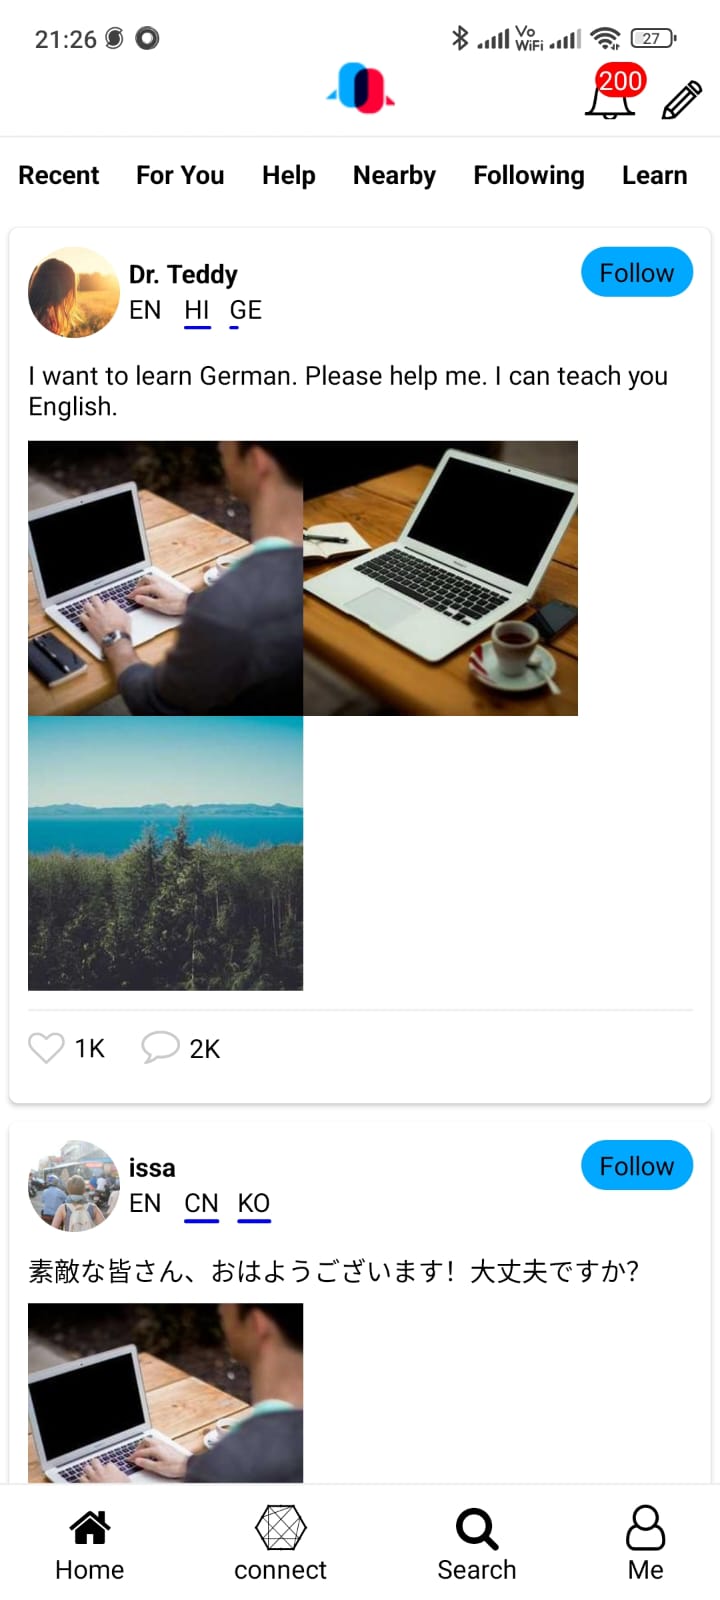 21:26
Vo
WiFi
27
200
Recent For You Help Nearby Following Learn
Dr. Teddy
Follow
EN HI GE
I want to learn German. Please help me. I can teach you
English.
1K 2K
issa
Follow
EN CN KO
素敵な皆さん、おはようございます！大丈夫ですか？
Home connect Search Me